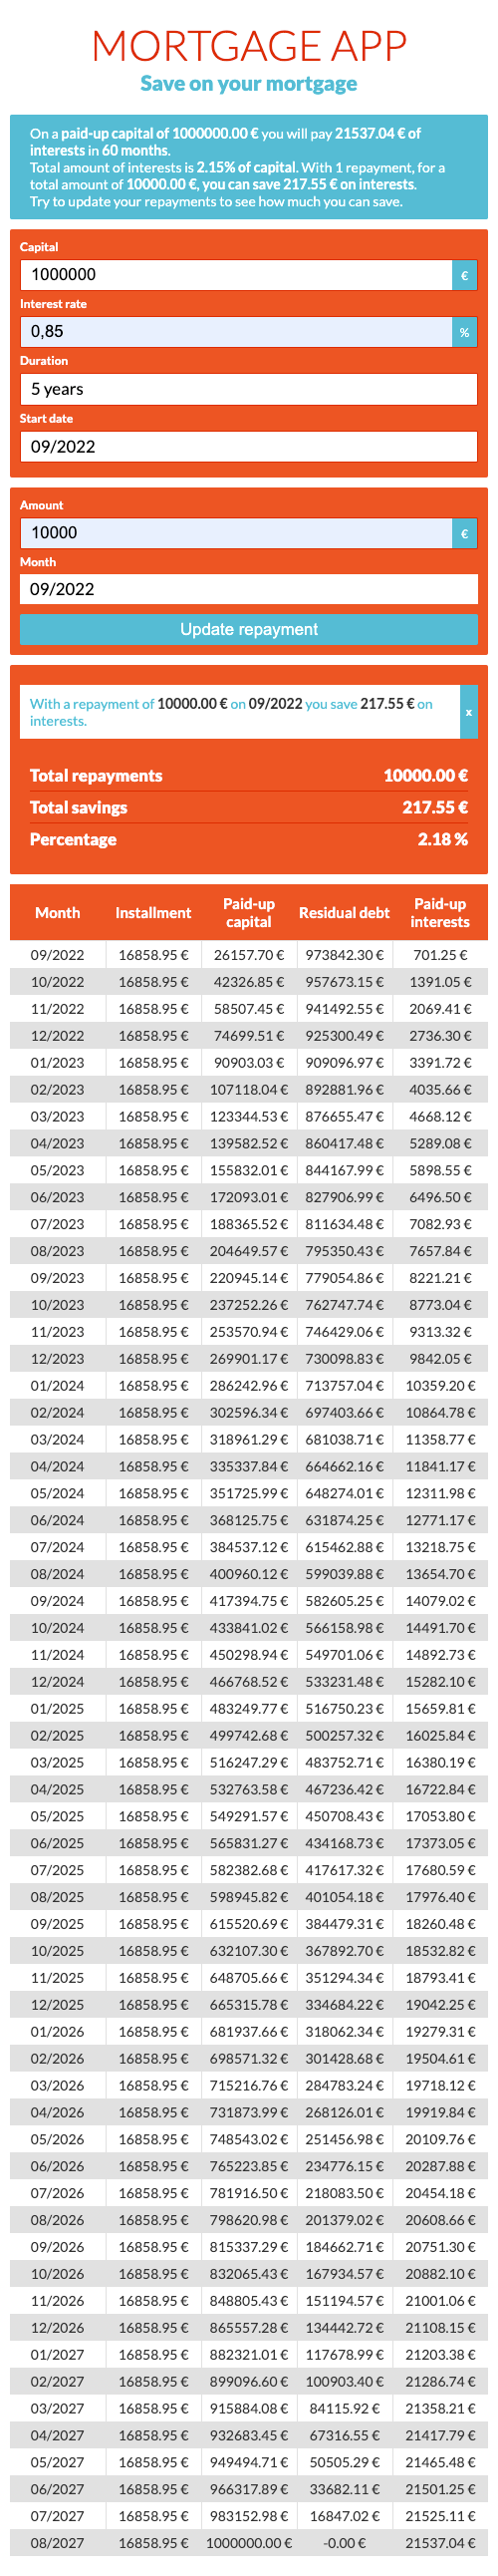 MORTGAGE APP
Save on your mortgage
On a paid-up capital of 1000000.00 € you will pay 21537.04 € of
interests in 60 months.
Total amount of interests is 2.15% of capital. With 1 repayment, for a
total amount of 10000.00 €, you can save 217.55 € on interests.
Try to update your repayments to see how much you can save.
Capital
1000000 €
Interest rate
0,85 %
Duration
5 years
Start date
09/2022
Amount
10000 €
Month
09/2022
Update repayment
With a repayment of 10000.00 € on 09/2022 you save 217.55 € on
interests.
x
Total repayments 10000.00 €
Total savings 217.55 €
Percentage 2.18 %
Month Installment Paid-up capital Residual debt Paid-up interests
09/2022 16858.95 € 26157.70 € 973842.30 € 701.25 €
10/2022 16858.95 € 42326.85 € 957673.15 € 1391.05 €
11/2022 16858.95 € 58507.45 € 941492.55 € 2069.41 €
12/2022 16858.95 € 74699.51 € 925300.49 € 2736.30 €
01/2023 16858.95 € 90903.03 € 909096.97 € 3391.72 €
02/2023 16858.95 € 107118.04 € 892881.96 € 4035.66 €
03/2023 16858.95 € 123344.53 € 876655.47 € 4668.12 €
04/2023 16858.95 € 139582.52 € 860417.48 € 5289.08 €
05/2023 16858.95 € 155832.01 € 844167.99 € 5898.55 €
06/2023 16858.95 € 172093.01 € 827906.99 € 6496.50 €
07/2023 16858.95 € 188365.52 € 811634.48 € 7082.93 €
08/2023 16858.95 € 204649.57 € 795350.43 € 7657.84 €
09/2023 16858.95 € 220945.14 € 779054.86 € 8221.21 €
10/2023 16858.95 € 237252.26 € 762747.74 € 8773.04 €
11/2023 16858.95 € 253570.94 € 746429.06 € 9313.32 €
12/2023 16858.95 € 269901.17 € 730098.83 € 9842.05 €
01/2024 16858.95 € 286242.96 € 713757.04 € 10359.20 €
02/2024 16858.95 € 302596.34 € 697403.66 € 10864.78 €
03/2024 16858.95 € 318961.29 € 681038.71 € 11358.77 €
04/2024 16858.95 € 335337.84 € 664662.16 € 11841.17 €
05/2024 16858.95 € 351725.99 € 648274.01 € 12311.98 €
06/2024 16858.95 € 368125.75 € 631874.25 € 12771.17 €
07/2024 16858.95 € 384537.12 € 615462.88 € 13218.75 €
08/2024 16858.95 € 400960.12 € 599039.88 € 13654.70 €
09/2024 16858.95 € 417394.75 € 582605.25 € 14079.02 €
10/2024 16858.95 € 433841.02 € 566158.98 € 14491.70 €
11/2024 16858.95 € 450298.94 € 549701.06 € 14892.73 €
12/2024 16858.95 € 466768.52 € 533231.48 € 15282.10 €
01/2025 16858.95 € 483249.77 € 516750.23 € 15659.81 €
02/2025 16858.95 € 499742.68 € 500257.32 € 16025.84 €
03/2025 16858.95 € 516247.29 € 483752.71 € 16380.19 €
04/2025 16858.95 € 532763.58 € 467236.42 € 16722.84 €
05/2025 16858.95 € 549291.57 € 450708.43 € 17053.80 €
06/2025 16858.95 € 565831.27 € 434168.73 € 17373.05 €
07/2025 16858.95 € 582382.68 € 417617.32 € 17680.59 €
08/2025 16858.95 € 598945.82 € 401054.18 € 17976.40 €
09/2025 16858.95 € 615520.69 € 384479.31 € 18260.48 €
10/2025 16858.95 € 632107.30 € 367892.70 € 18532.82 €
11/2025 16858.95 € 648705.66 € 351294.34 € 18793.41 €
12/2025 16858.95 € 665315.78 € 334684.22 € 19042.25 €
01/2026 16858.95 € 681937.66 € 318062.34 € 19279.31 €
02/2026 16858.95 € 698571.32 € 301428.68 € 19504.61 €
03/2026 16858.95 € 715216.76 € 284783.24 € 19718.12 €
04/2026 16858.95 € 731873.99 € 268126.01 € 19919.84 €
05/2026 16858.95 € 748543.02 € 251456.98 € 20109.76 €
06/2026 16858.95 € 765223.85 € 234776.15 € 20287.88 €
07/2026 16858.95 € 781916.50 € 218083.50 € 20454.18 €
08/2026 16858.95 € 798620.98 € 201379.02 € 20608.66 €
09/2026 16858.95 € 815337.29 € 184662.71 € 20751.30 €
10/2026 16858.95 € 832065.43 € 167934.57 € 20882.10 €
11/2026 16858.95 € 848805.43 € 151194.57 € 21001.06 €
12/2026 16858.95 € 865557.28 € 134442.72 € 21108.15 €
01/2027 16858.95 € 882321.01 € 117678.99 € 21203.38 €
02/2027 16858.95 € 899096.60 € 100903.40 € 21286.74 €
03/2027 16858.95 € 915884.08 € 84115.92 € 21358.21 €
04/2027 16858.95 € 932683.45 € 67316.55 € 21417.79 €
05/2027 16858.95 € 949494.71 € 50505.29 € 21465.48 €
06/2027 16858.95 € 966317.89 € 33682.11 € 21501.25 €
07/2027 16858.95 € 983152.98 € 16847.02 € 21525.11 €
08/2027 16858.95 € 1000000.00 € -0.00 € 21537.04 €